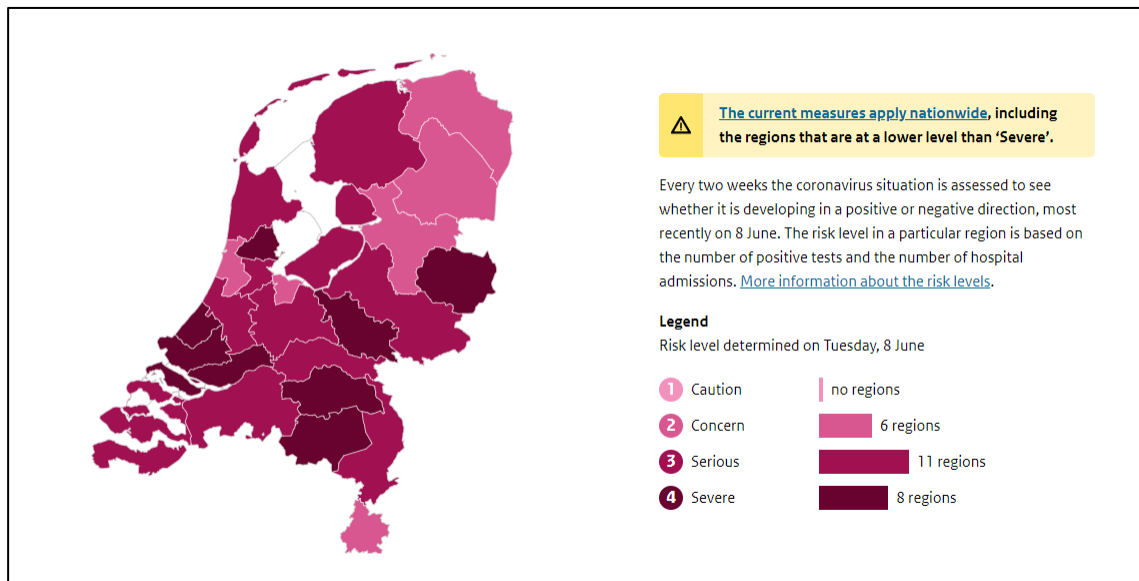 The current measures apply nationwide, including
the regions that are at a lower level than ‘Severe’.
Every two weeks the coronavirus situation is assessed to see
whether it is developing in a positive or negative direction, most
recently on 8 June. The risk level in a particular region is based on
the number of positive tests and the number of hospital
admissions. More information about the risk levels.
Legend
Risk level determined on Tuesday, 8 June
1 Caution no regions
2 Concern 6 regions
3 Serious 11 regions
4 Severe 8 regions